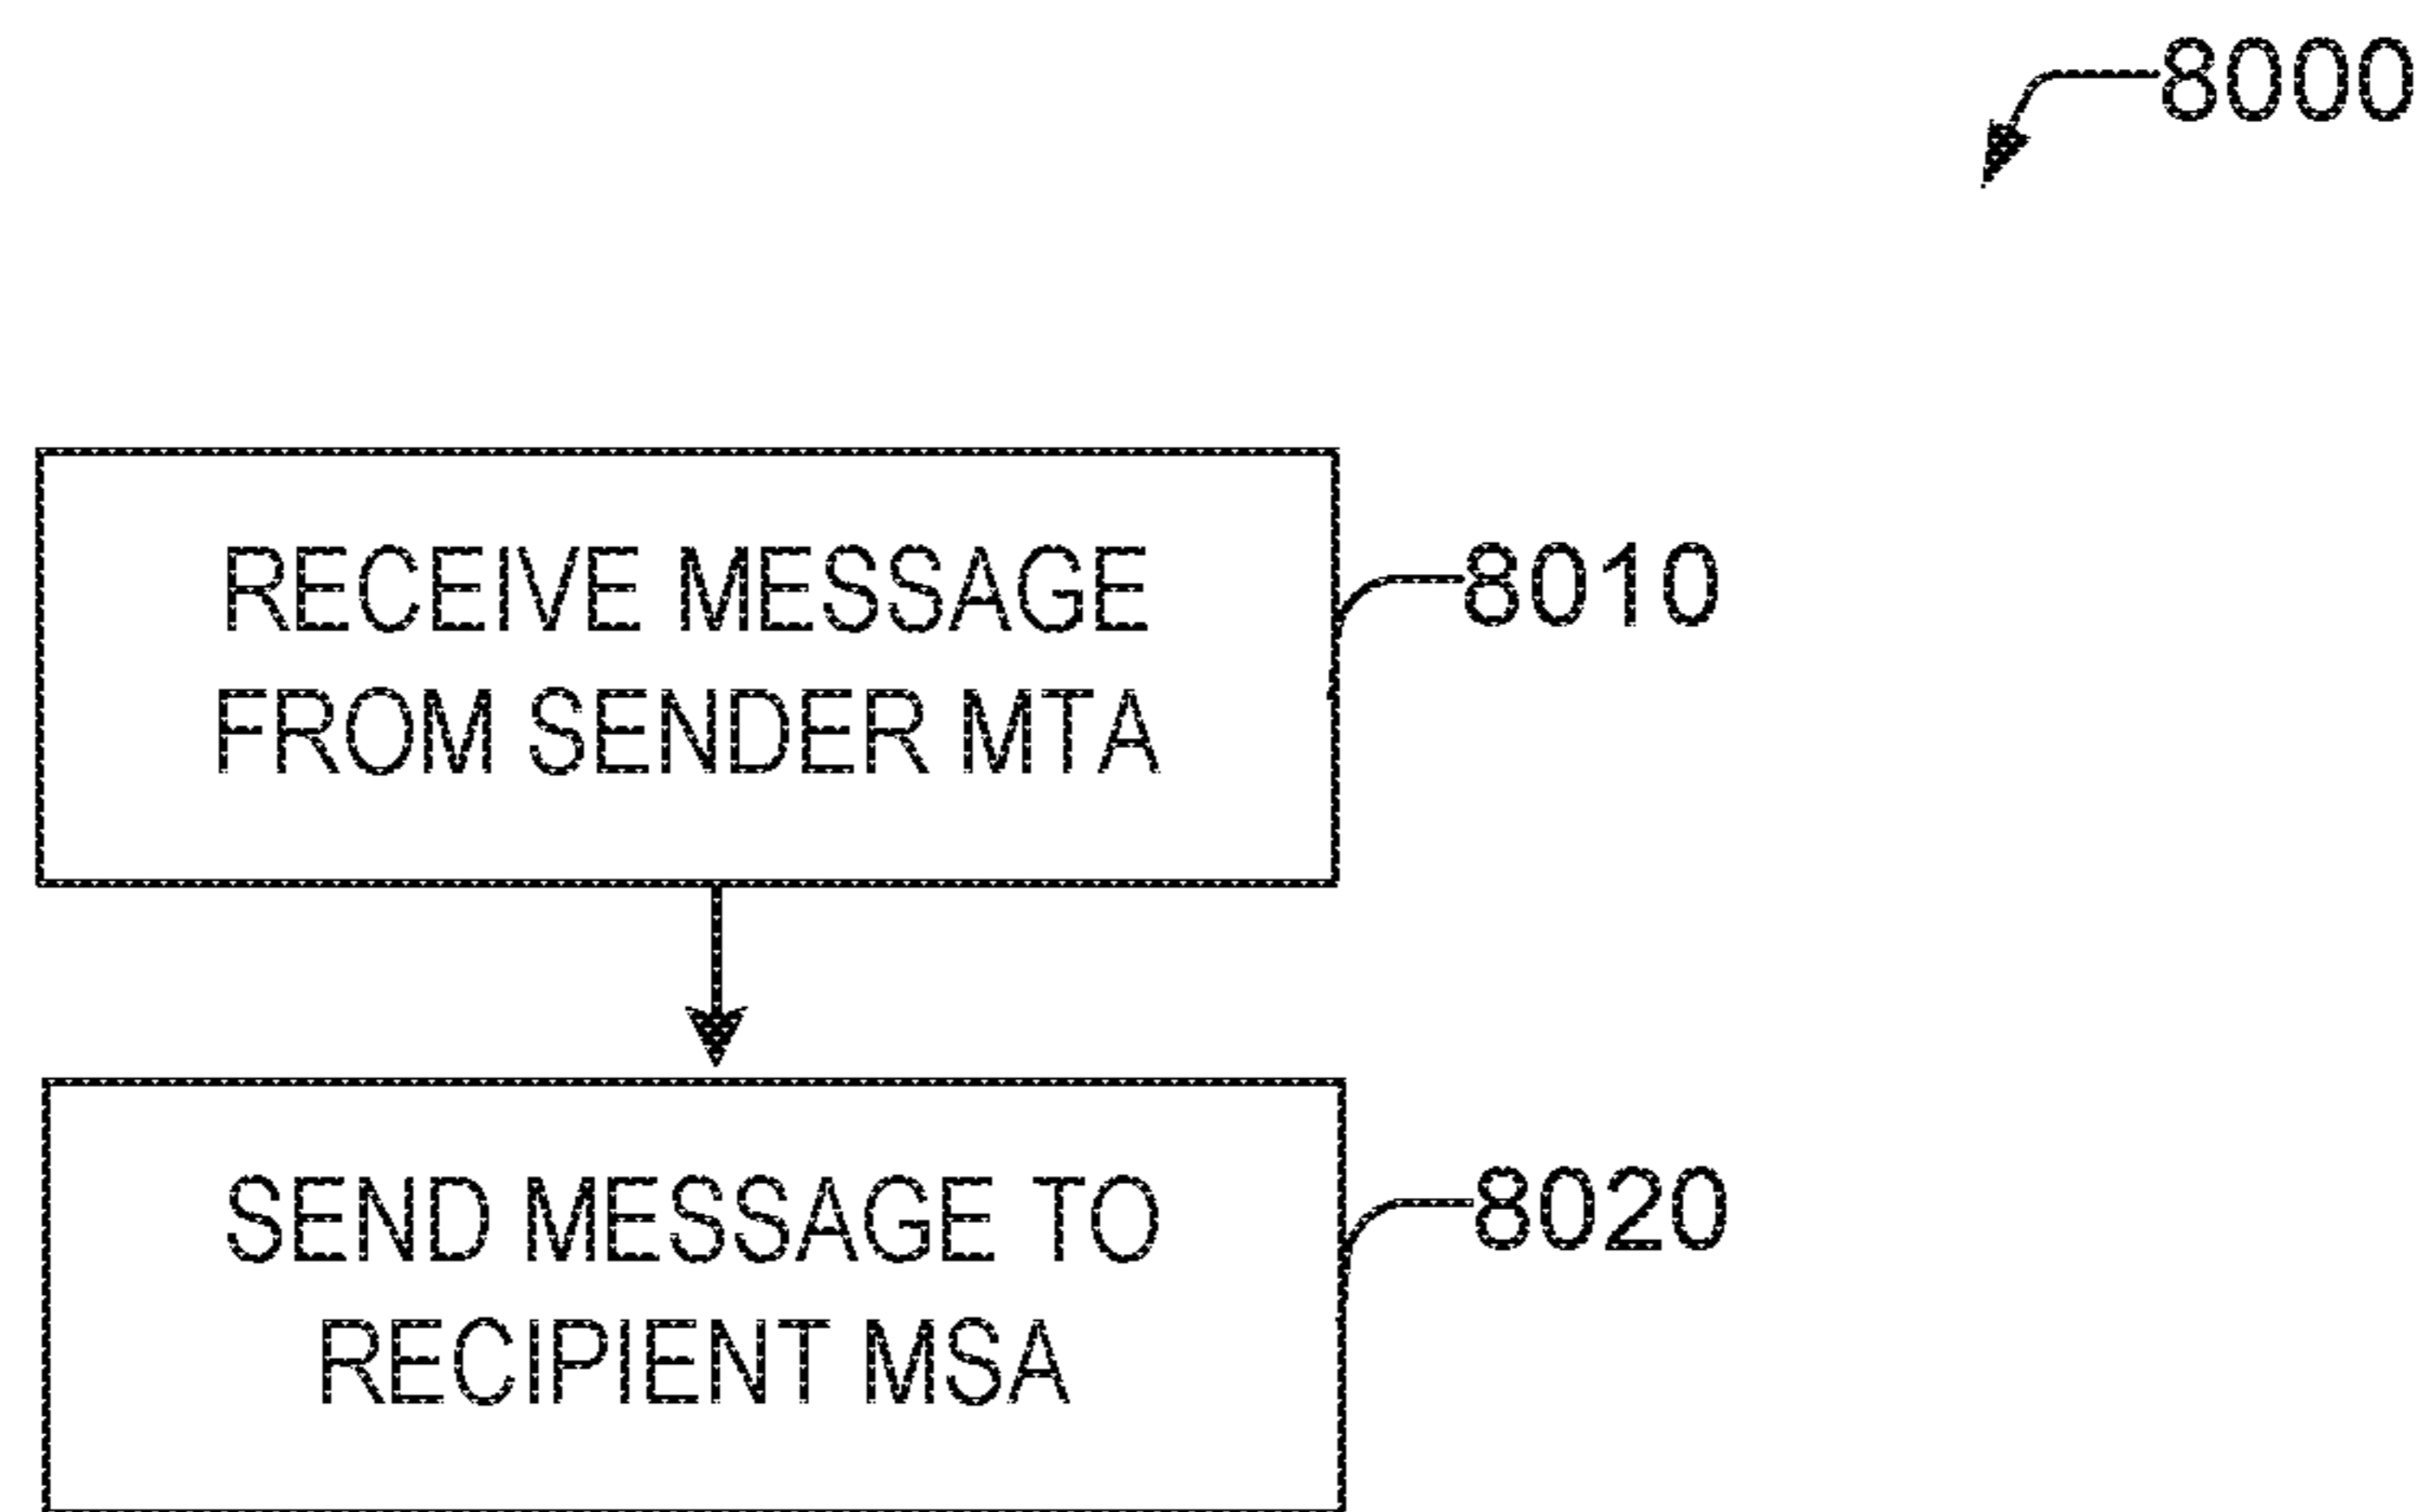 8000
RECEIVE MESSAGE
FROM SENDER MTA
8010
SEND MESSAGE TO
RECIPIENT MSA
8020